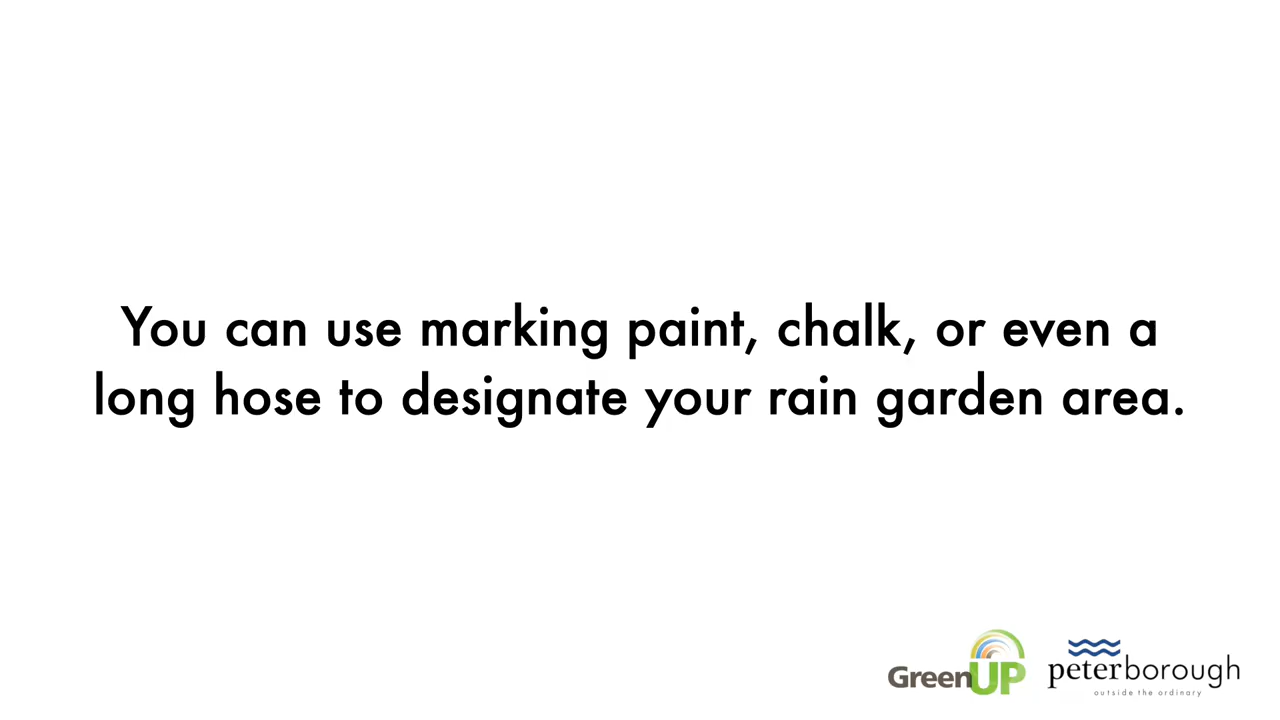 You can use marking paint, chalk, or even a
long hose to designate your rain garden area.
GreenUP
peterborough
outside the ordinary